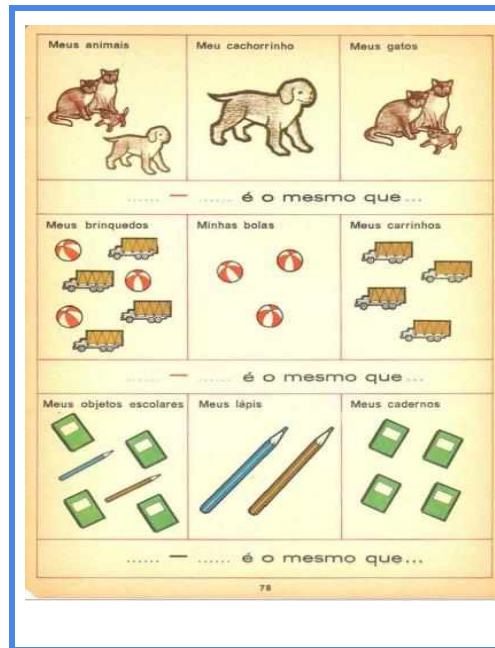 Meus animais
Meu cachorrinho
Meus gatos
...... — ...... é o mesmo que...
Meus brinquedos
Minhas bolas
Meus carrinhos
...... — ...... é o mesmo que...
Meus objetos escolares
Meus lápis
Meus cadernos
...... — ...... é o mesmo que...
78